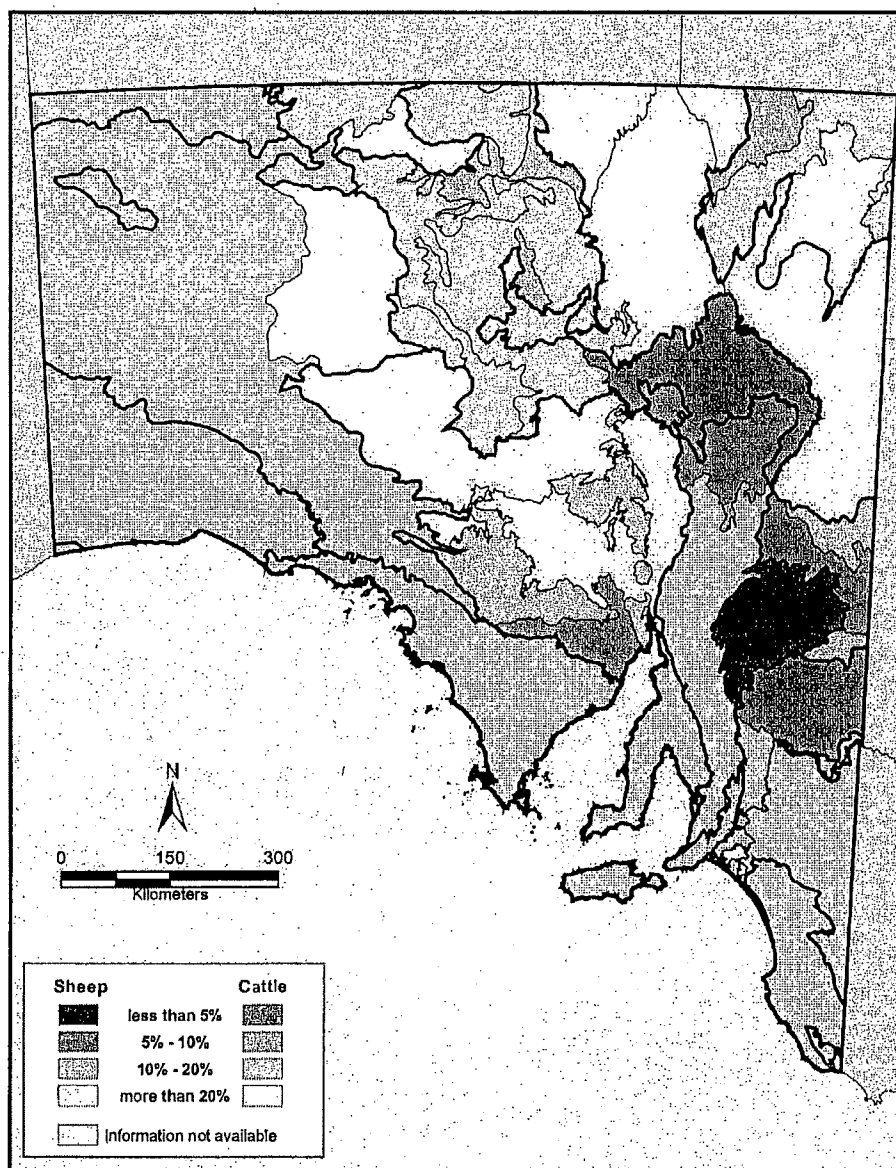 N
0 150 300
Kilometers
Sheep Cattle
less than 5%
5% - 10%
10% - 20%
more than 20%
Information not available